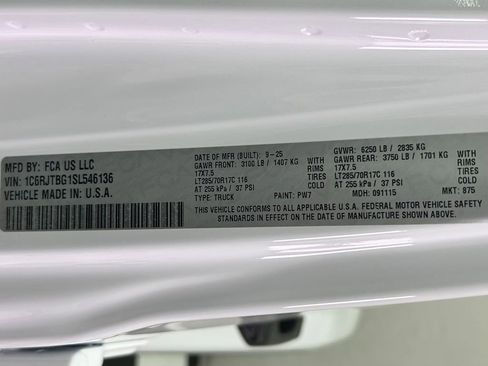 MFD BY: FCA US LLC
VIN: 1C6RJTBG1SL546136
VEHICLE MADE IN: U.S.A.
DATE OF MFR (BUILT): 9-25
GAWR FRONT: 3100 LB / 1407 KG
17X7.5 RIMS
LT285/70R17C 116 TIRES
AT 255 kPa / 37 PSI COLD
TYPE: TRUCK PAINT: PW7
GVWR: 6250 LB / 2835 KG
GAWR REAR: 3750 LB / 1701 KG
17X7.5 RIMS
LT285/70R17C 116 TIRES
AT 255 kPa / 37 PSI COLD
MDH: 091115 MKT: 875
THIS VEHICLE CONFORMS TO ALL APPLICABLE U.S.A. FEDERAL MOTOR VEHICLE SAFETY
STANDARDS IN EFFECT ON THE DATE OF MANUFACTURE SHOWN ABOVE.